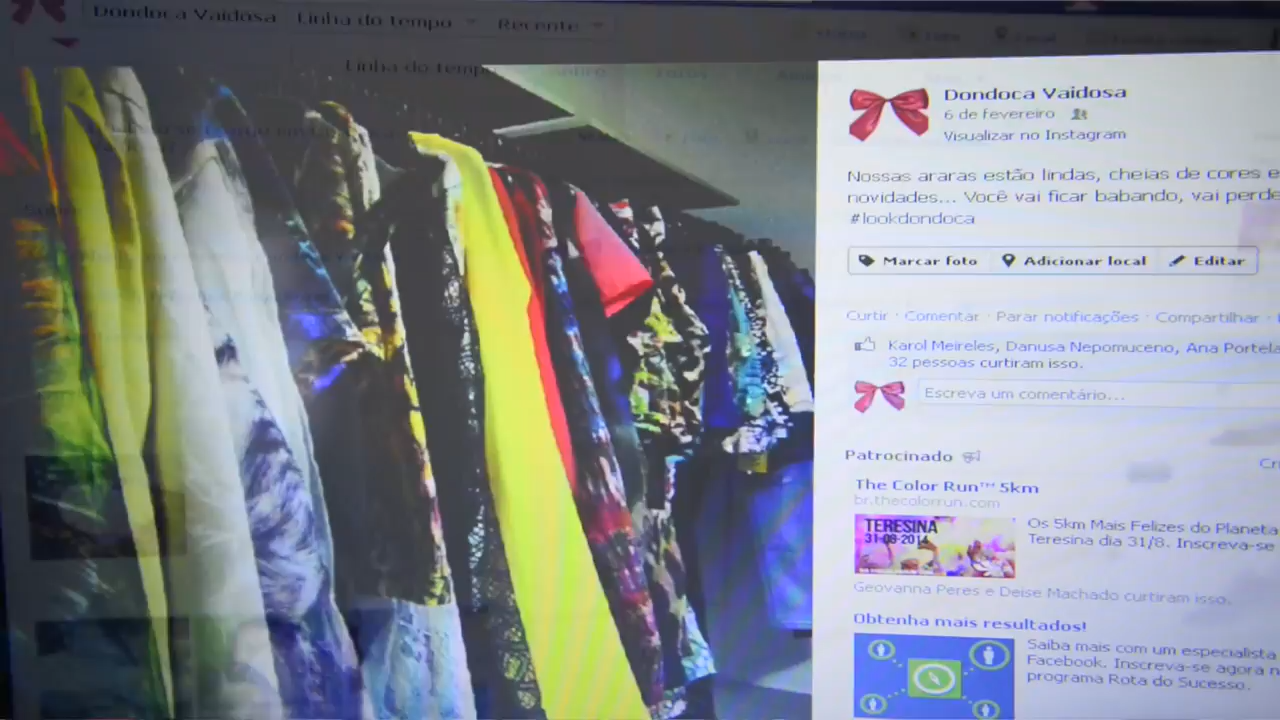 Dondoca Vaidosa Linha do tempo Recente
Linha do tempo
Dondoca Vaidosa
6 de fevereiro
Visualizar no Instagram
Nossas araras estão lindas, cheias de cores e
novidades... Você vai ficar babando, vai perde
#lookdondoca
Marcar foto Adicionar local Editar
Curtir · Comentar · Parar notificações · Compartilhar ·
Karol Meireles, Danusa Nepomuceno, Ana Portela
32 pessoas curtiram isso.
Escreva um comentário...
Patrocinado
Cri
The Color Run™ 5km
br.thecolorrun.com
TERESINA
31-08-2014
Os 5km Mais Felizes do Planeta
Teresina dia 31/8. Inscreva-se
Geovanna Peres e Deise Machado curtiram isso.
Obtenha mais resultados!
Saiba mais com um especialista
Facebook. Inscreva-se agora n
programa Rota do Sucesso.